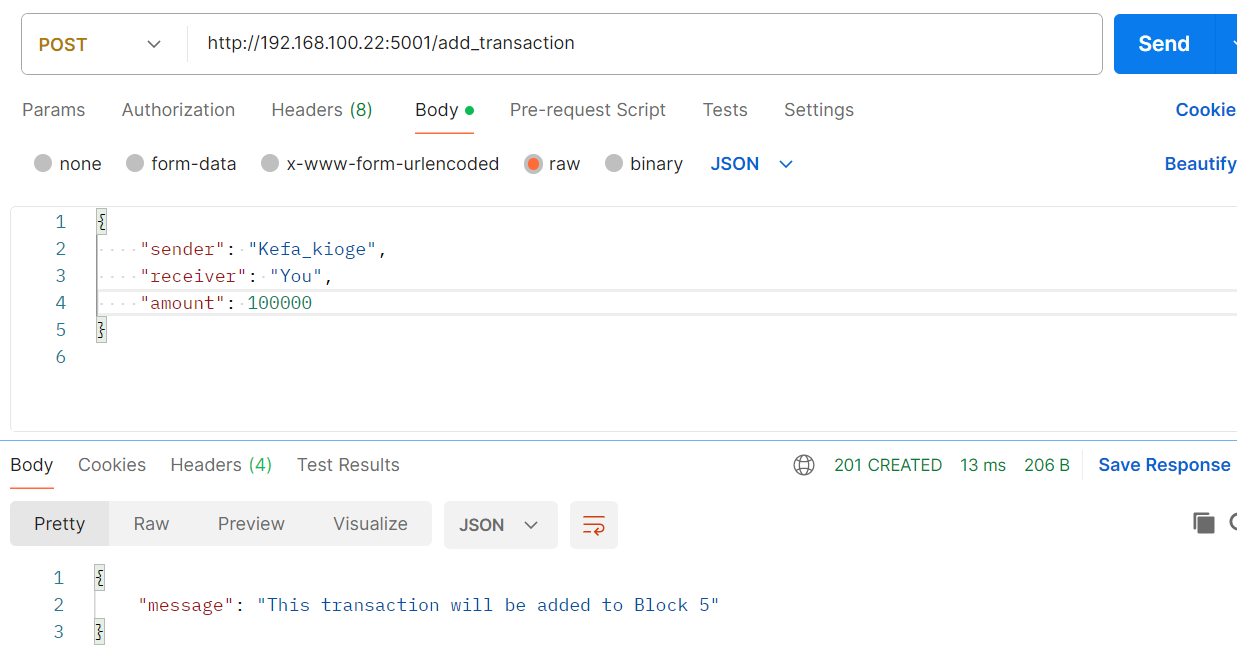 POST http://192.168.100.22:5001/add_transaction Send
Params Authorization Headers (8) Body Pre-request Script Tests Settings Cookie
none form-data x-www-form-urlencoded raw binary JSON Beautify
1 {
2 "sender": "Kefa_kioge",
3 "receiver": "You",
4 "amount": 100000
5 }
6
Body Cookies Headers (4) Test Results 201 CREATED 13 ms 206 B Save Response
Pretty Raw Preview Visualize JSON
1 {
2 "message": "This transaction will be added to Block 5"
3 }